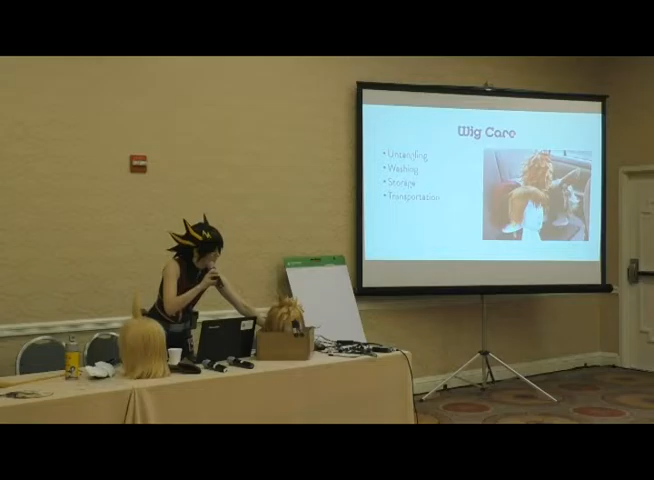 Wig Care
• Untangling
• Washing
• Storage
• Transportation